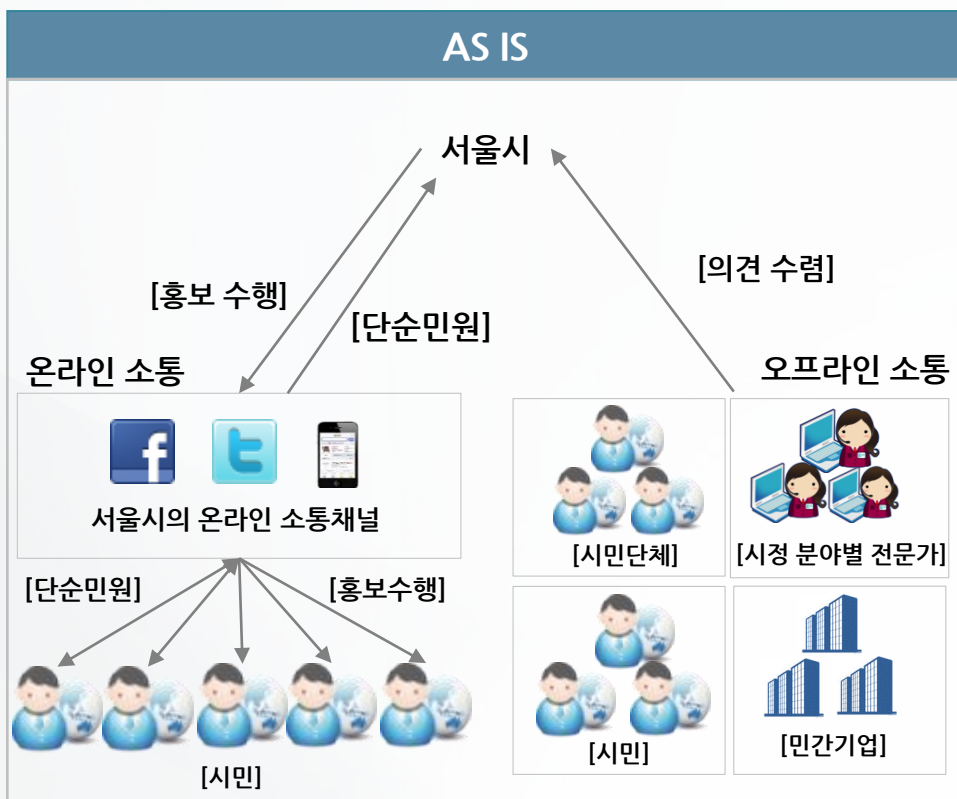 AS IS
서울시
[홍보 수행]
[단순민원]
[의견 수렴]
온라인 소통
오프라인 소통
서울시의 온라인 소통채널
[단순민원]
[홍보수행]
[시민]
[시민단체]
[시정 분야별 전문가]
[시민]
[민간기업]